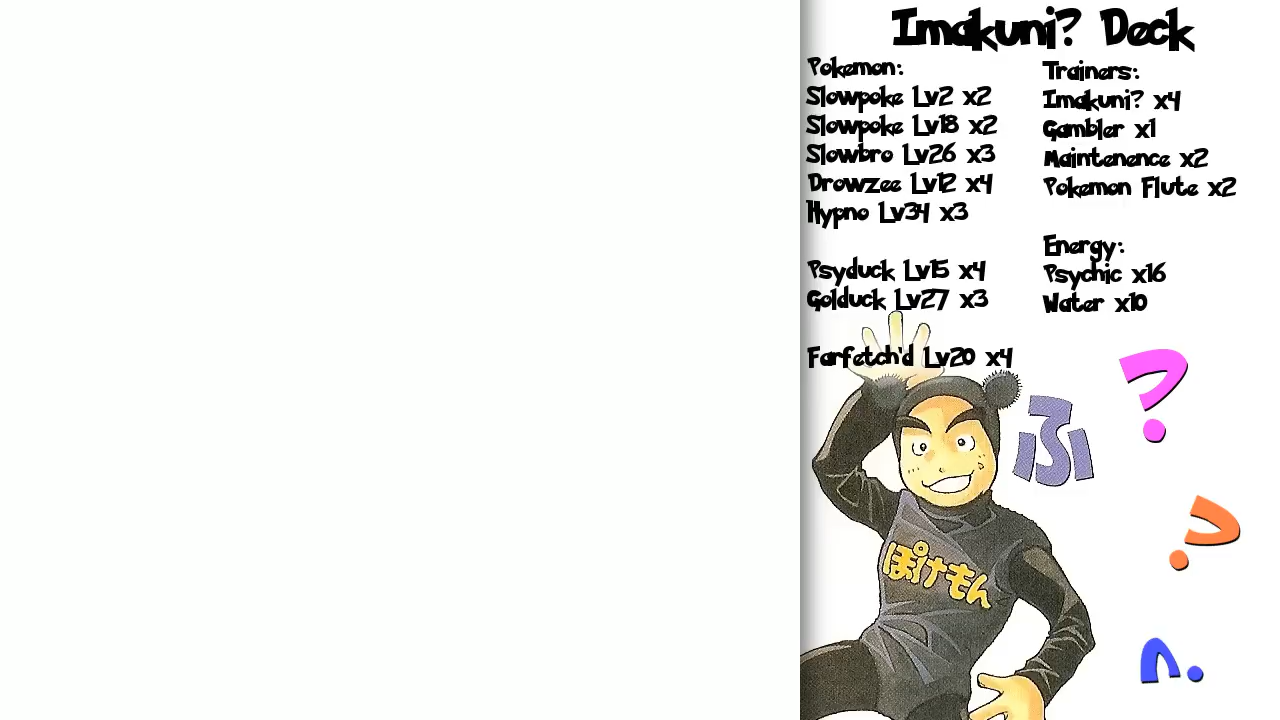 Imakuni? Deck
Pokemon:
Slowpoke Lv2 x2
Slowpoke Lv18 x2
Slowbro Lv26 x3
Drowzee Lv12 x4
Hypno Lv34 x3
Psyduck Lv15 x4
Golduck Lv27 x3
Farfetch'd Lv20 x4
Trainers:
Imakuni? x4
Gambler x1
Maintenence x2
Pokemon Flute x2
Energy:
Psychic x16
Water x10
ふ
?
?
?
ぽけもん